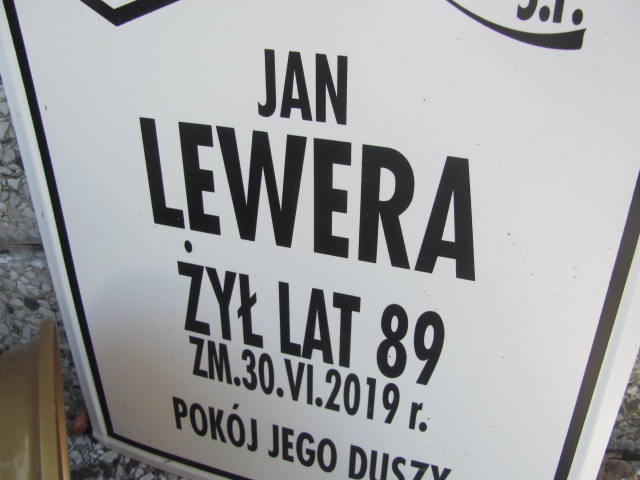 Ś.P.
JAN
LEWERA
ŻYŁ LAT 89
ZM.30.VI.2019 r.
POKÓJ JEGO DUSZY